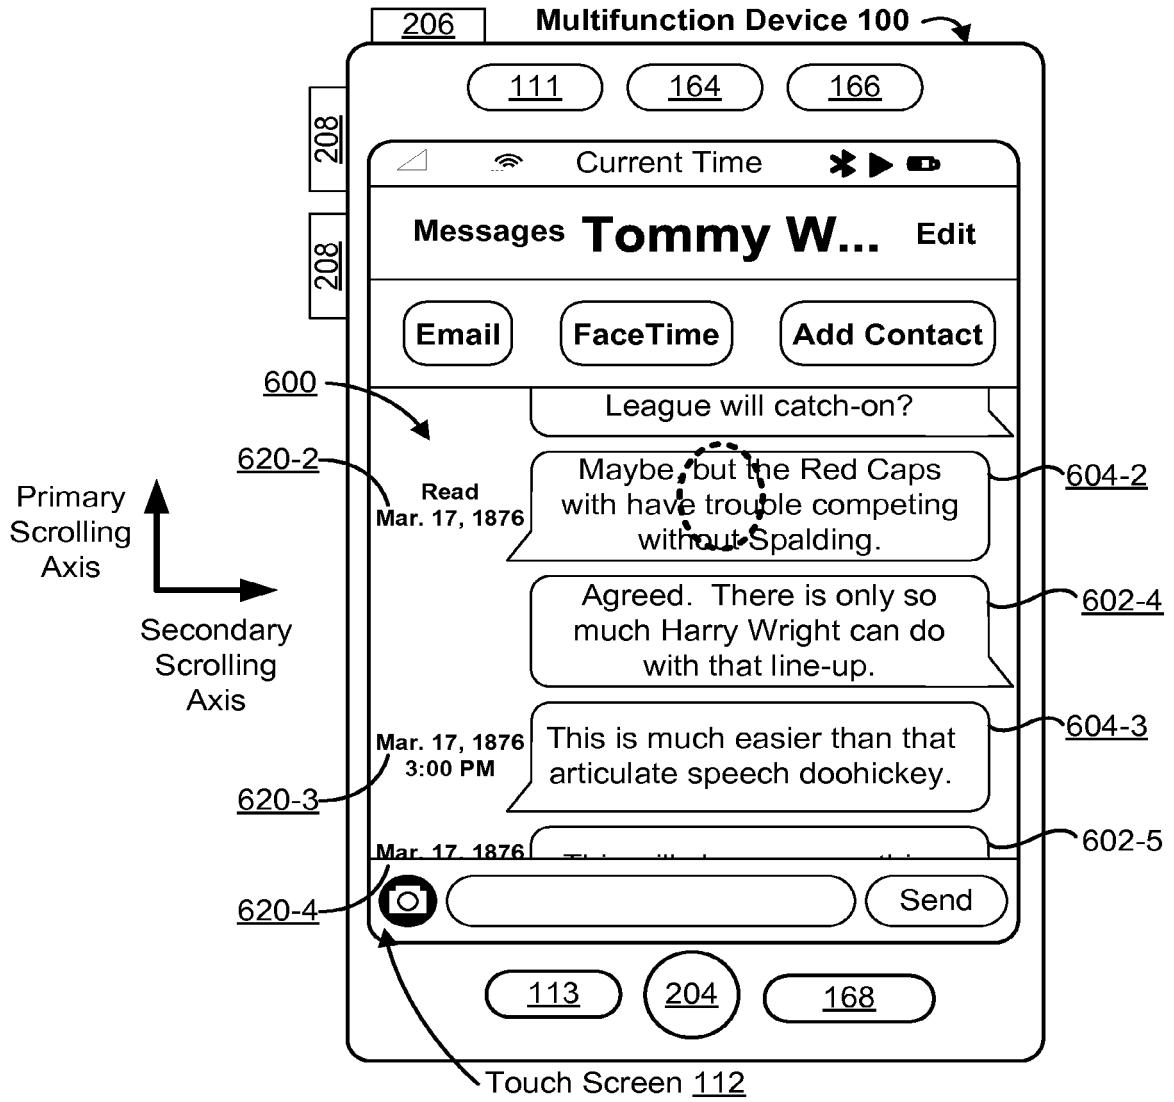 206
Multifunction Device 100
111
164
166
208
208
Current Time
Messages
Tommy W...
Edit
Email
FaceTime
Add Contact
600
League will catch-on?
620-2
Read
Mar. 17, 1876
Maybe, but the Red Caps
with have trouble competing
without Spalding.
604-2
Primary
Scrolling
Axis
Secondary
Scrolling
Axis
Agreed.  There is only so
much Harry Wright can do
with that line-up.
602-4
Mar. 17, 1876
3:00 PM
This is much easier than that
articulate speech doohickey.
604-3
620-3
Mar. 17, 1876
602-5
620-4
Send
113
204
168
Touch Screen 112